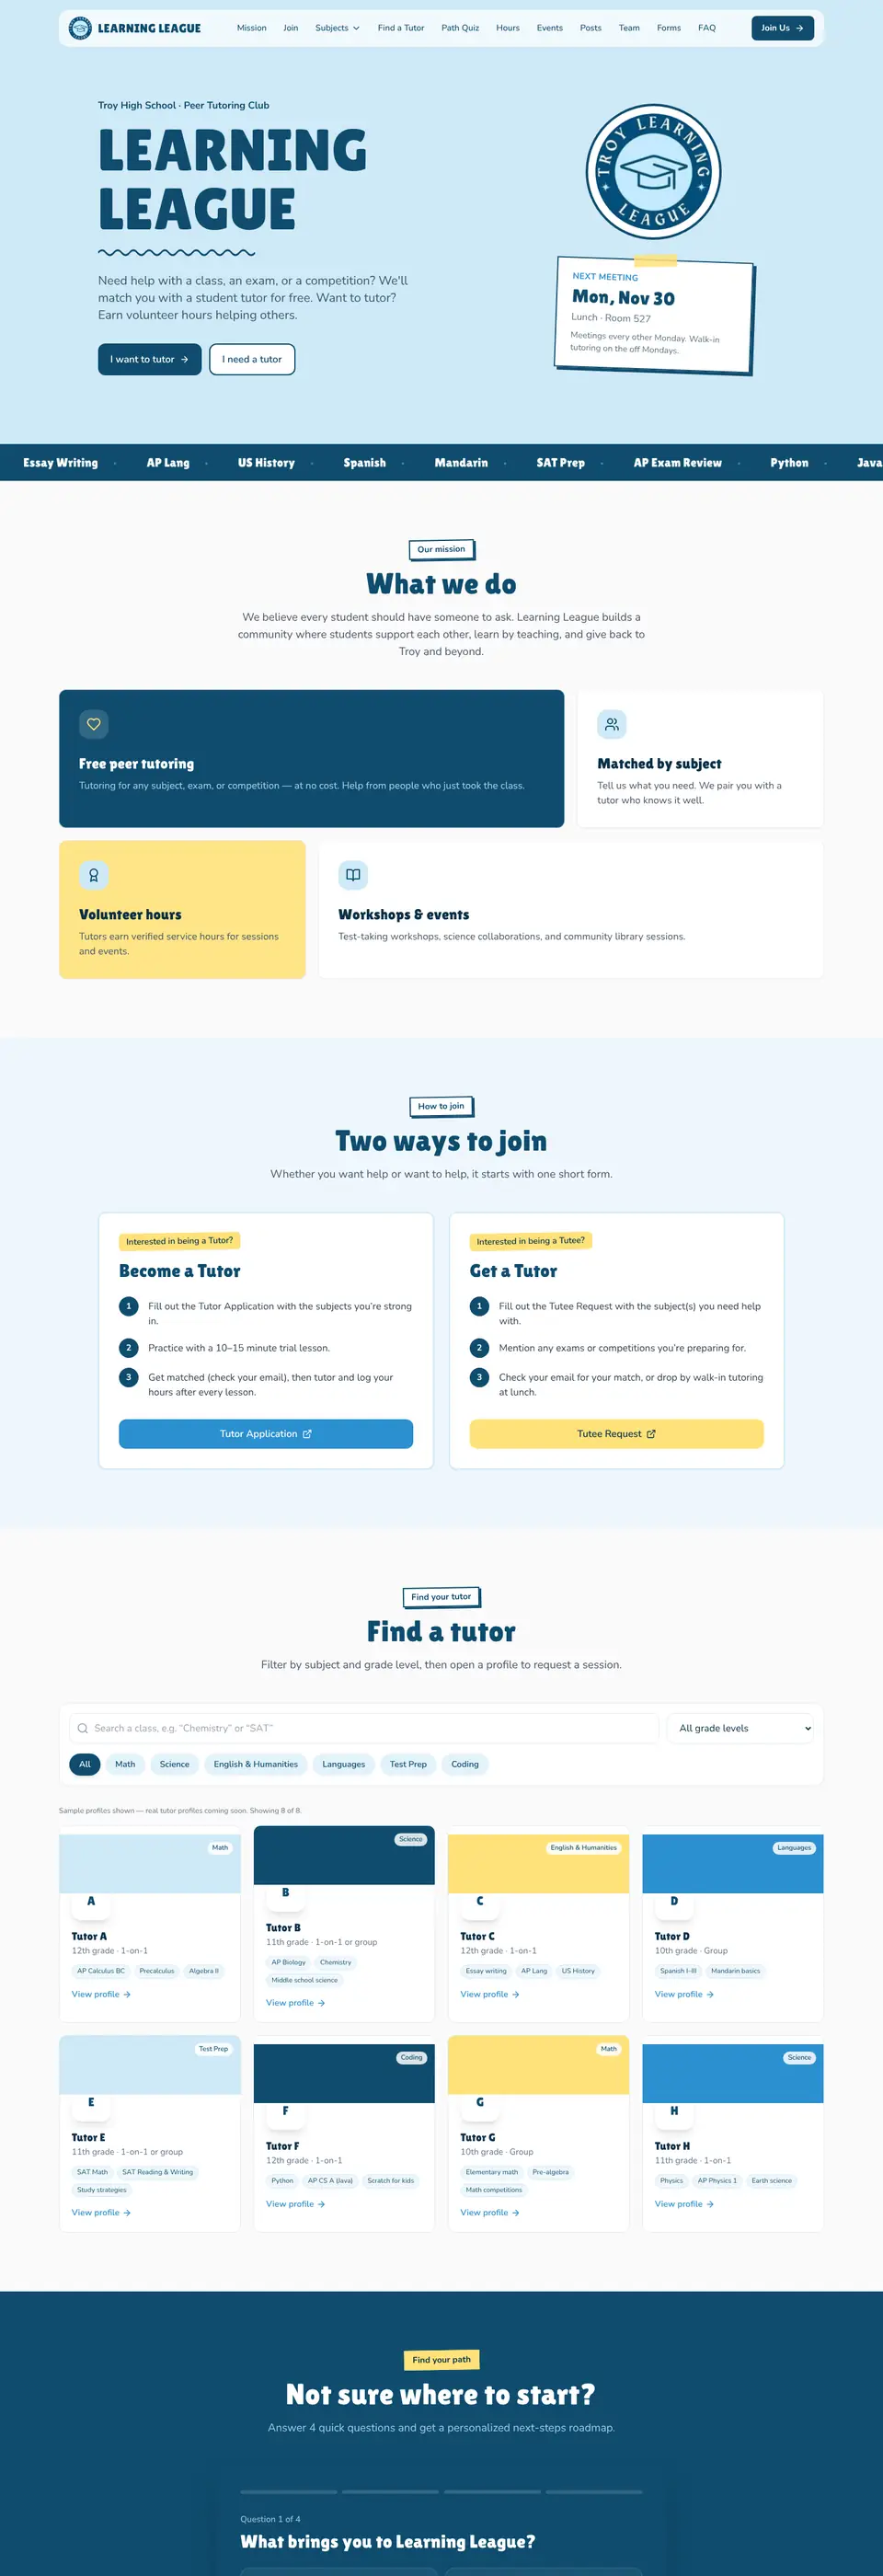 LEARNING LEAGUE
Mission
Join
Subjects
Find a Tutor
Path Quiz
Hours
Events
Posts
Team
Forms
FAQ
Join Us
Troy High School · Peer Tutoring Club
LEARNING
LEAGUE
Need help with a class, an exam, or a competition? We'll
match you with a student tutor for free. Want to tutor?
Earn volunteer hours helping others.
I want to tutor
I need a tutor
TROY LEARNING
LEAGUE
NEXT MEETING
Mon, Nov 30
Lunch · Room 527
Meetings every other Monday. Walk-in
tutoring on the off Mondays.
Essay Writing · AP Lang · US History · Spanish · Mandarin · SAT Prep · AP Exam Review · Python · Java
Our mission
What we do
We believe every student should have someone to ask. Learning League builds a
community where students support each other, learn by teaching, and give back to
Troy and beyond.
Free peer tutoring
Tutoring for any subject, exam, or competition — at no cost. Help from people who just took the class.
Matched by subject
Tell us what you need. We pair you with a
tutor who knows it well.
Volunteer hours
Tutors earn verified service hours for sessions
and events.
Workshops & events
Test-taking workshops, science collaborations, and community library sessions.
How to join
Two ways to join
Whether you want help or want to help, it starts with one short form.
Interested in being a Tutor?
Become a Tutor
1 Fill out the Tutor Application with the subjects you're strong
in.
2 Practice with a 10–15 minute trial lesson.
3 Get matched (check your email), then tutor and log your
hours after every lesson.
Tutor Application
Interested in being a Tutee?
Get a Tutor
1 Fill out the Tutee Request with the subject(s) you need help
with.
2 Mention any exams or competitions you're preparing for.
3 Check your email for your match, or drop by walk-in tutoring
at lunch.
Tutee Request
Find your tutor
Find a tutor
Filter by subject and grade level, then open a profile to request a session.
Search a class, e.g. “Chemistry” or “SAT”
All grade levels
All
Math
Science
English & Humanities
Languages
Test Prep
Coding
Sample profiles shown — real tutor profiles coming soon. Showing 8 of 8.
Math
A
Tutor A
12th grade · 1-on-1
AP Calculus BC
Precalculus
Algebra II
View profile
Science
B
Tutor B
11th grade · 1-on-1 or group
AP Biology
Chemistry
Middle school science
View profile
English & Humanities
C
Tutor C
12th grade · 1-on-1
Essay writing
AP Lang
US History
View profile
Languages
D
Tutor D
10th grade · Group
Spanish I–III
Mandarin basics
View profile
Test Prep
E
Tutor E
11th grade · 1-on-1 or group
SAT Math
SAT Reading & Writing
Study strategies
View profile
Coding
F
Tutor F
12th grade · 1-on-1
Python
AP CS A (Java)
Scratch for kids
View profile
Math
G
Tutor G
10th grade · Group
Elementary math
Pre-algebra
Math competitions
View profile
Science
H
Tutor H
11th grade · 1-on-1
Physics
AP Physics 1
Earth science
View profile
Find your path
Not sure where to start?
Answer 4 quick questions and get a personalized next-steps roadmap.
Question 1 of 4
What brings you to Learning League?